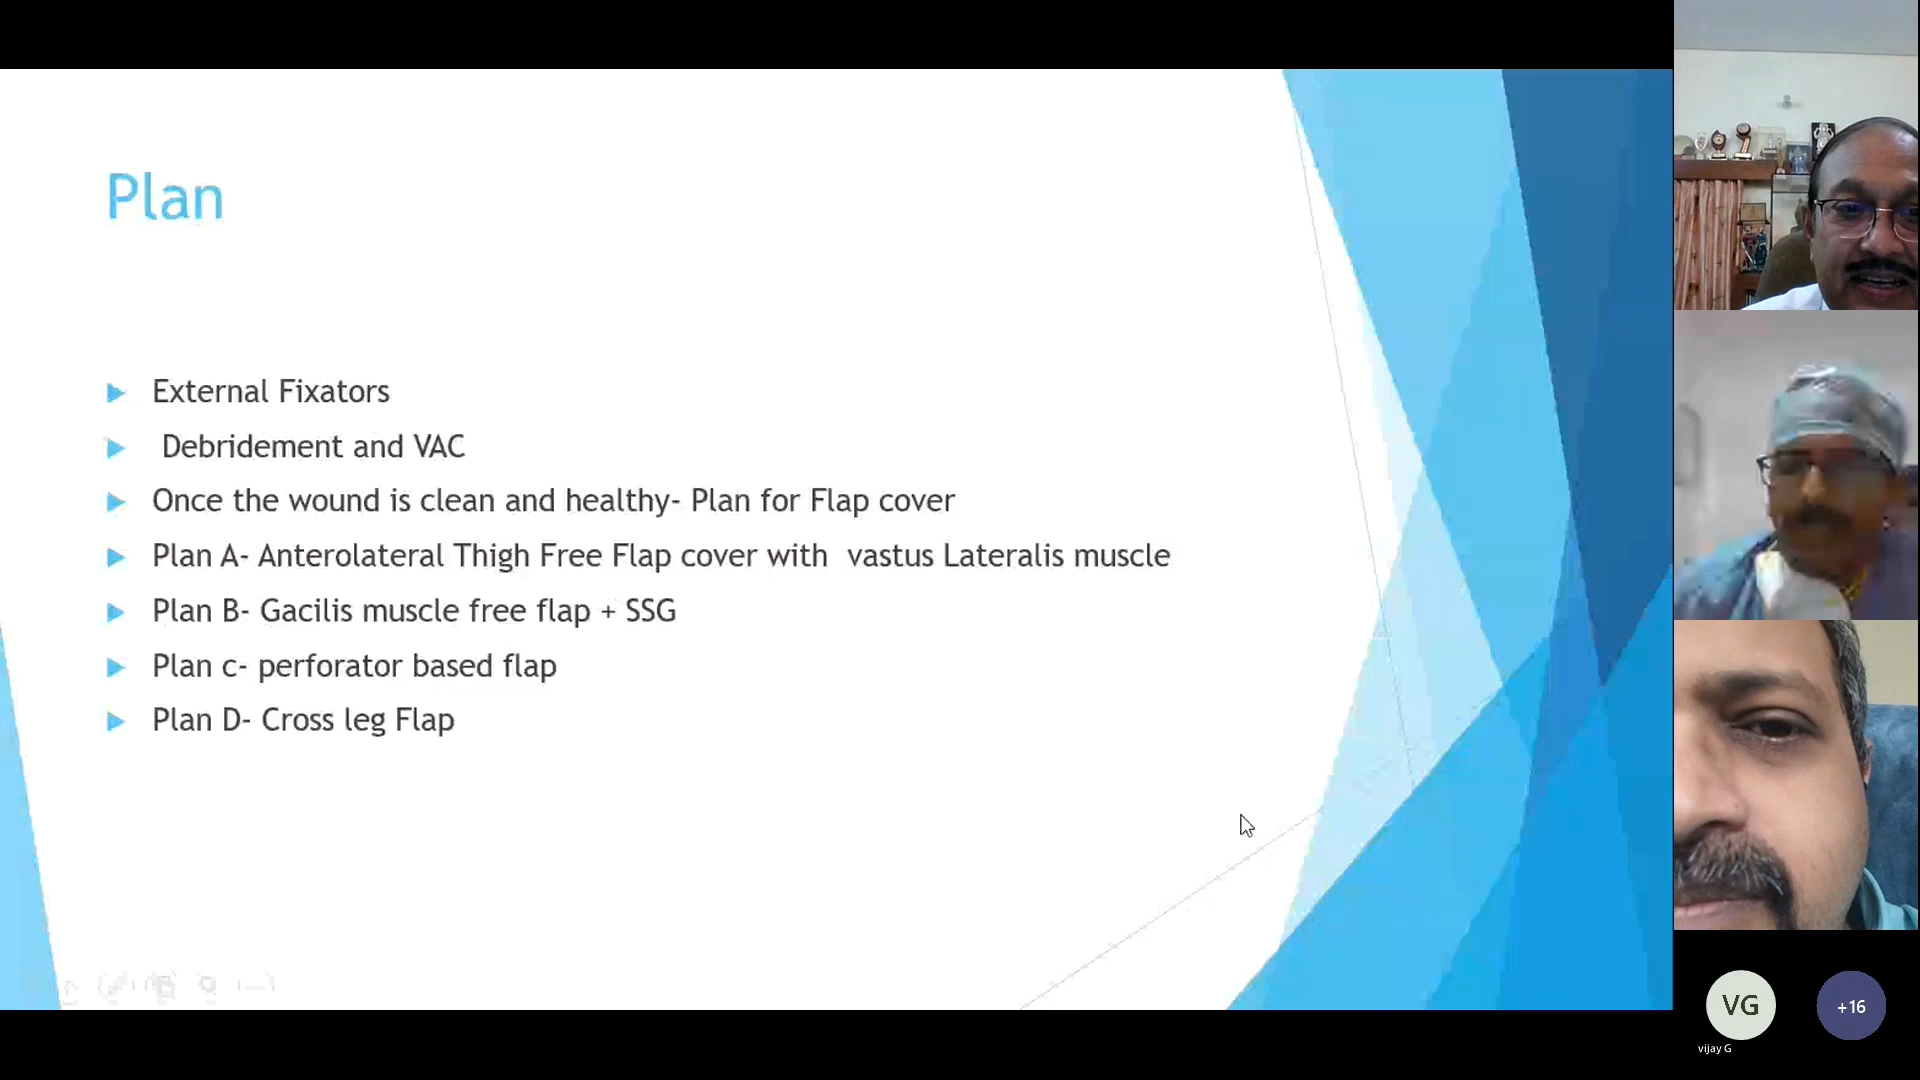 Plan
External Fixators
Debridement and VAC
Once the wound is clean and healthy- Plan for Flap cover
Plan A- Anterolateral Thigh Free Flap cover with vastus Lateralis muscle
Plan B- Gacilis muscle free flap + SSG
Plan c- perforator based flap
Plan D- Cross leg Flap
VG
+16
vijay G